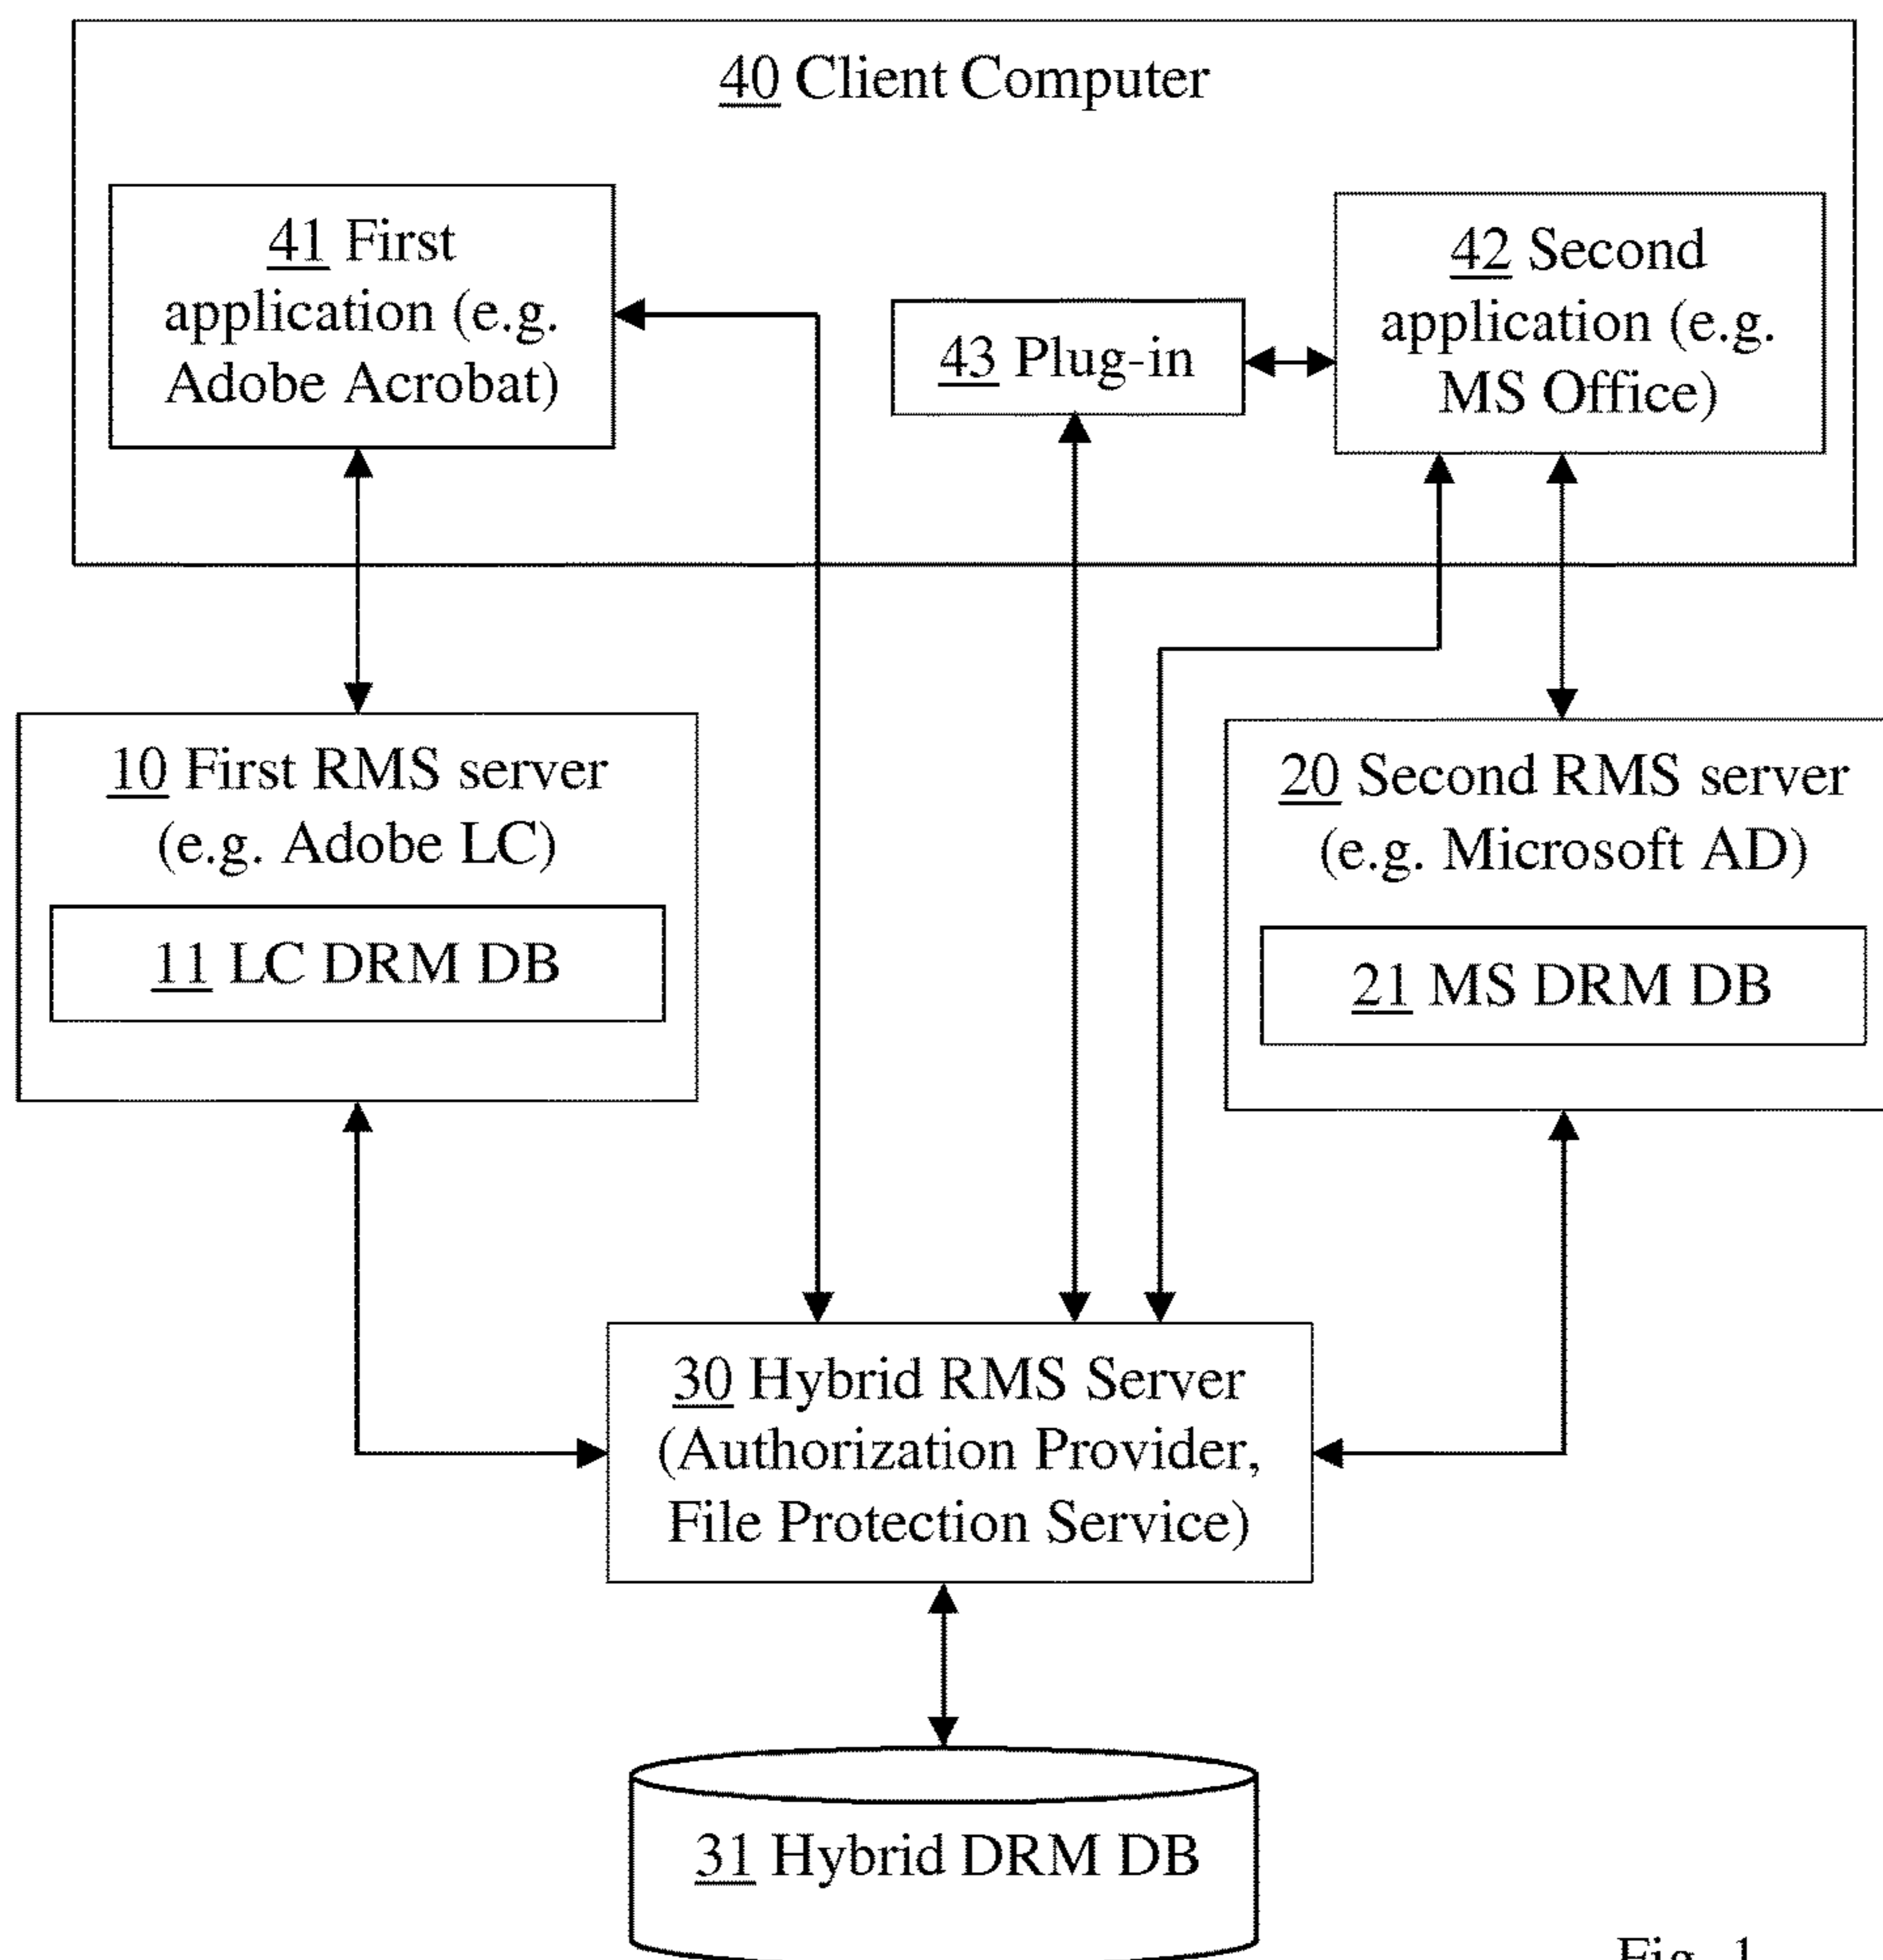 40 Client Computer
41 First
application (e.g.
Adobe Acrobat)
43 Plug-in
42 Second
application (e.g.
MS Office)
10 First RMS server
(e.g. Adobe LC)
11 LC DRM DB
20 Second RMS server
(e.g. Microsoft AD)
21 MS DRM DB
30 Hybrid RMS Server
(Authorization Provider,
File Protection Service)
31 Hybrid DRM DB
Fig. 1